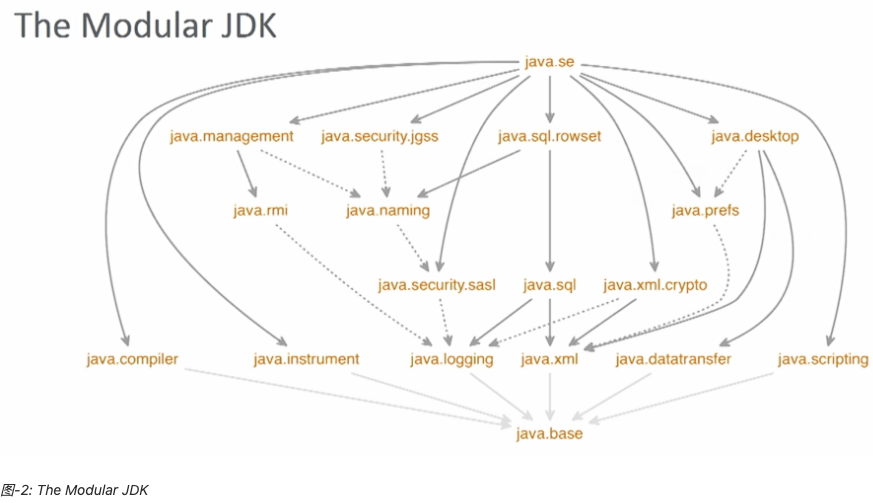 The Modular JDK
java.se
java.management java.security.jgss java.sql.rowset java.desktop
java.rmi java.naming java.prefs
java.security.sasl java.sql java.xml.crypto
java.compiler java.instrument java.logging java.xml java.datatransfer java.scripting
java.base
图-2: The Modular JDK